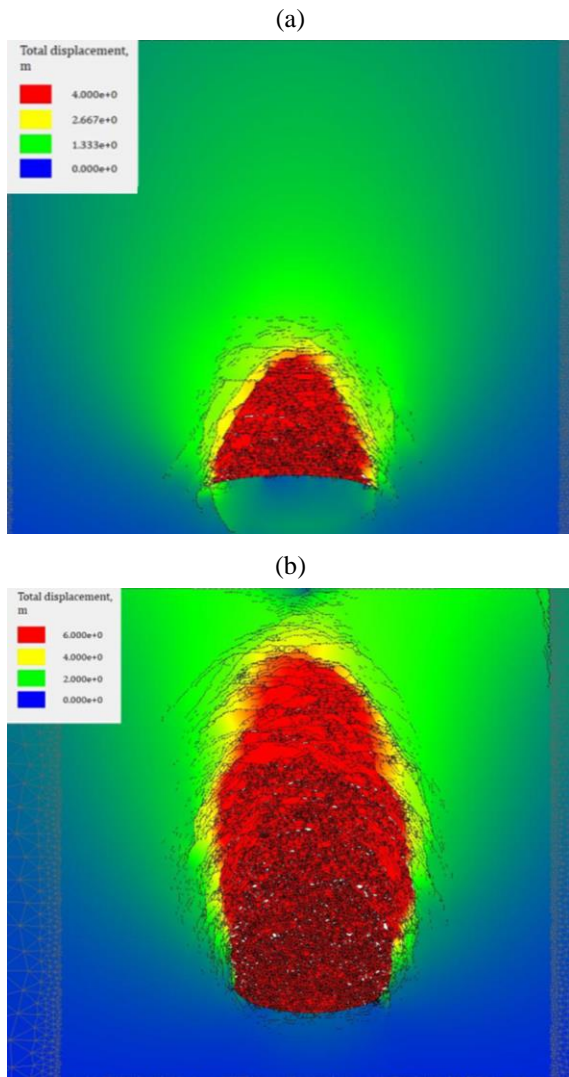 (a)
Total displacement,
m
4.000e+0
2.667e+0
1.333e+0
0.000e+0
(b)
Total displacement,
m
6.000e+0
4.000e+0
2.000e+0
0.000e+0